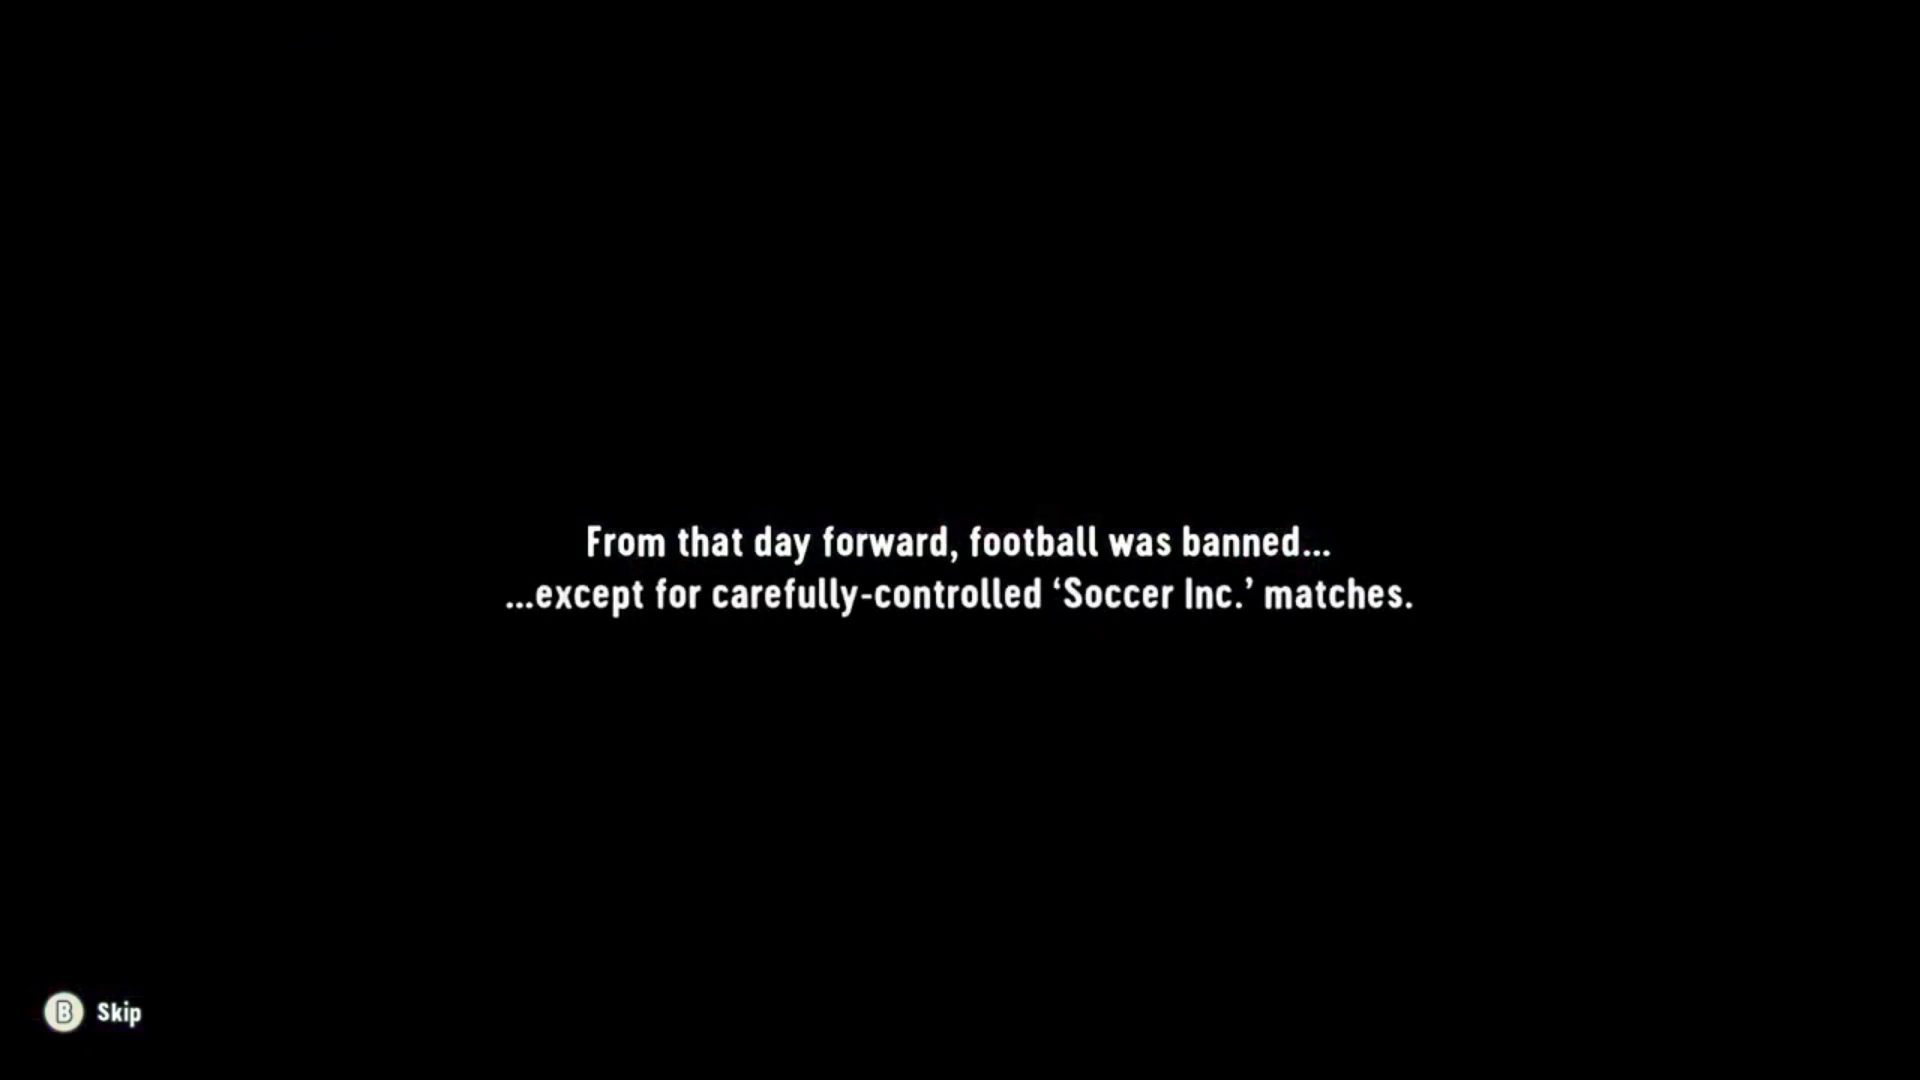 From that day forward, football was banned...
...except for carefully-controlled ‘Soccer Inc.’ matches.
B Skip